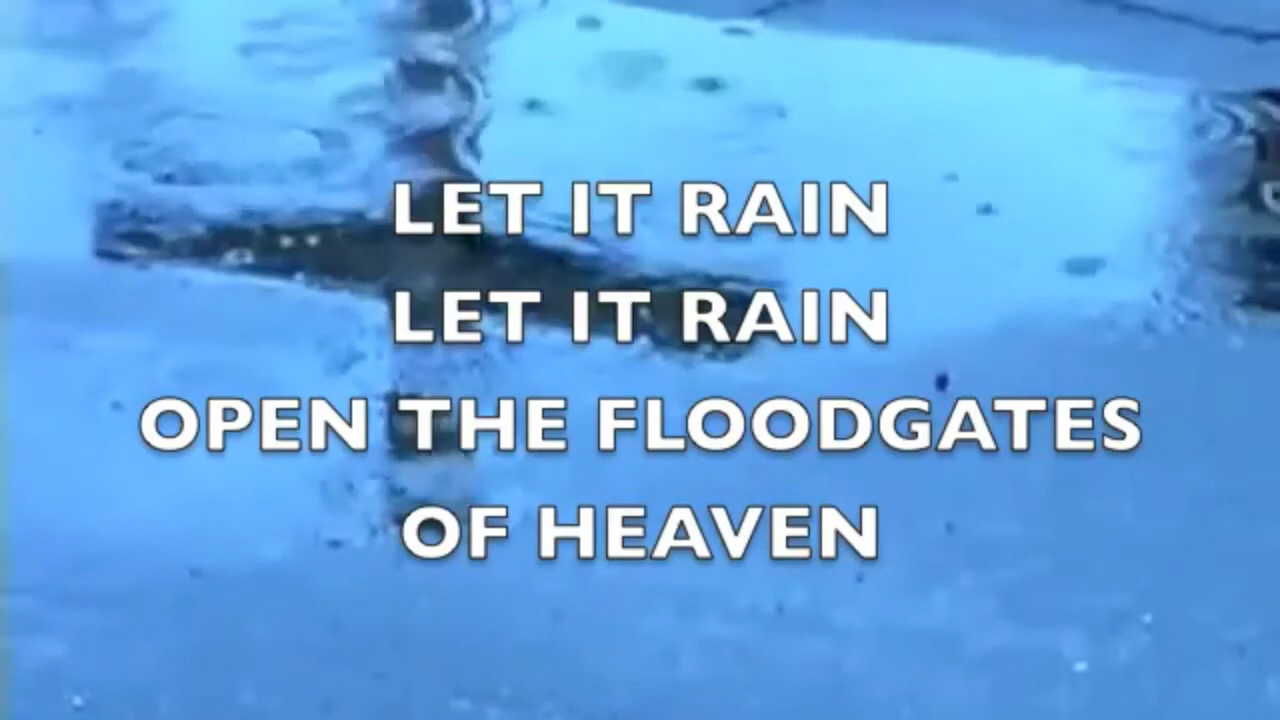 LET IT RAIN
LET IT RAIN
OPEN THE FLOODGATES
OF HEAVEN